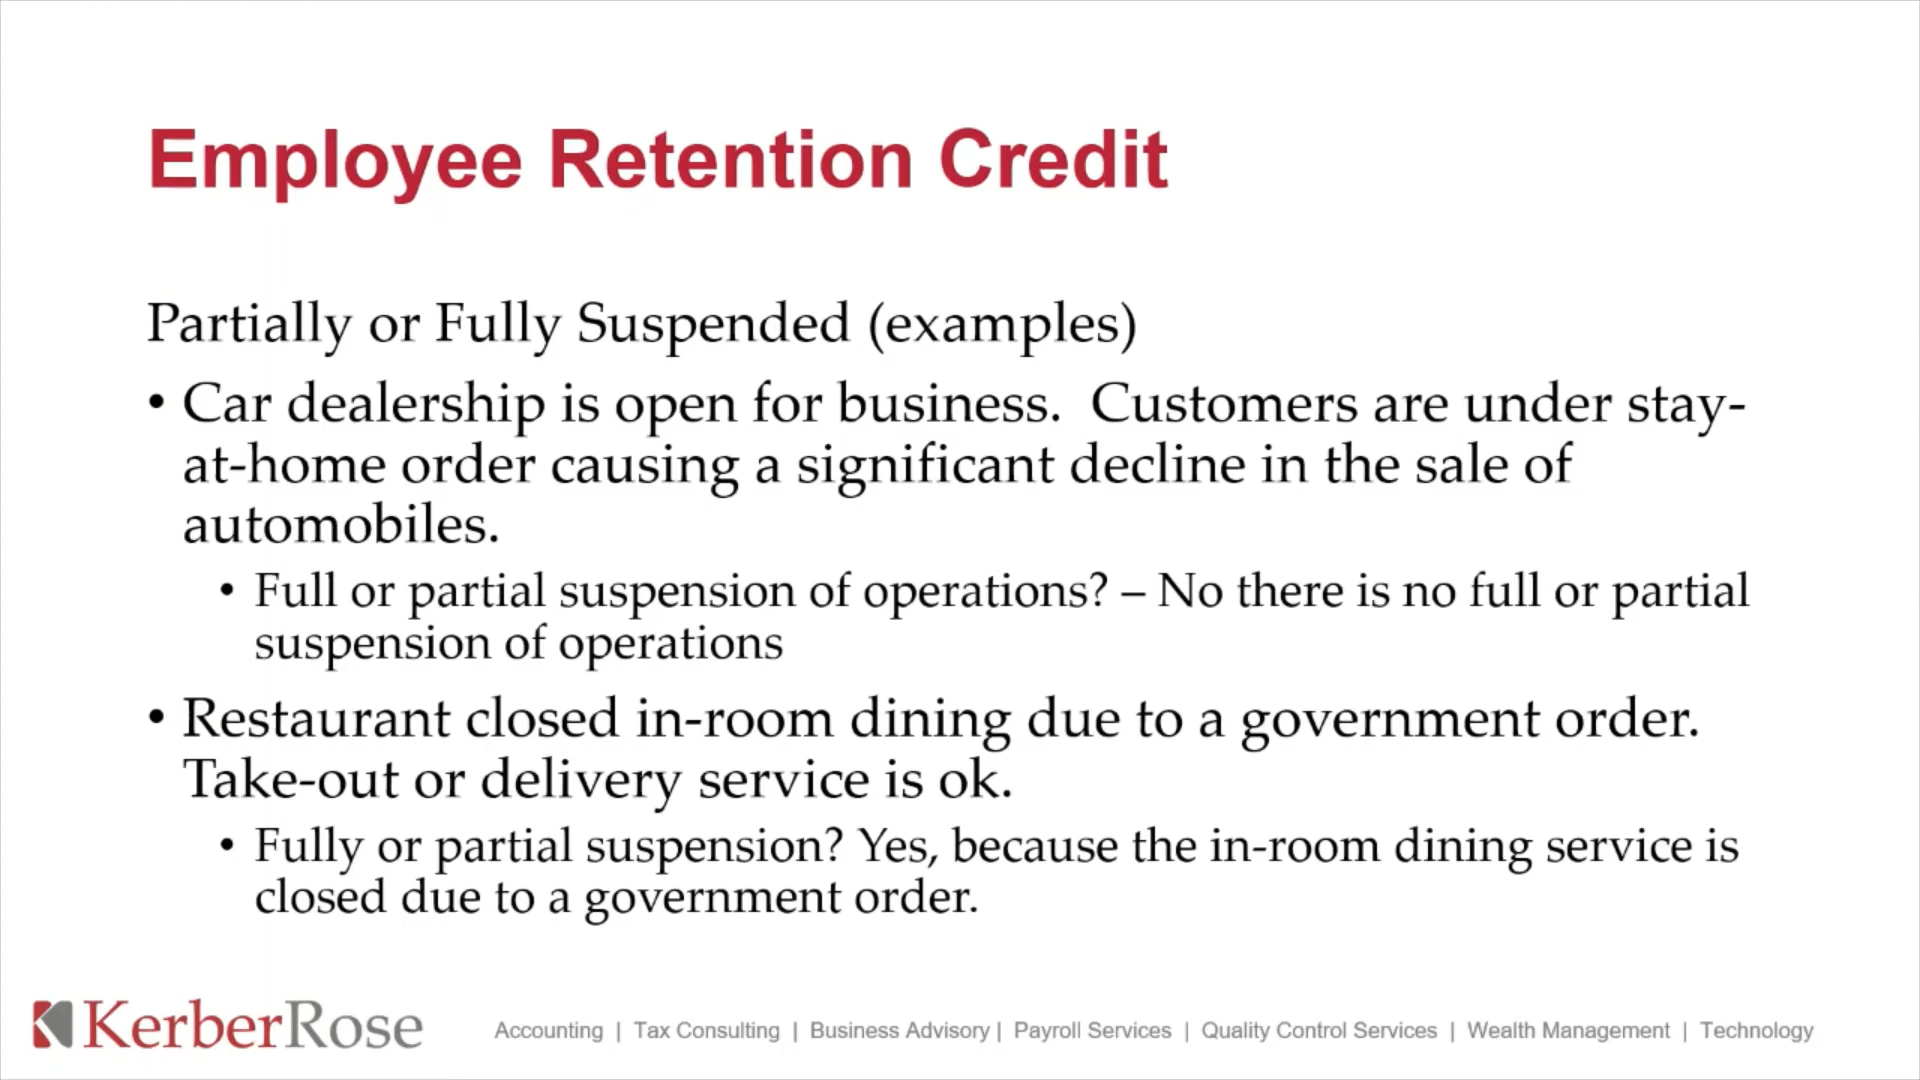 Employee Retention Credit
Partially or Fully Suspended (examples)
• Car dealership is open for business.  Customers are under stay-
at-home order causing a significant decline in the sale of
automobiles.
• Full or partial suspension of operations? – No there is no full or partial
suspension of operations
• Restaurant closed in-room dining due to a government order.
Take-out or delivery service is ok.
• Fully or partial suspension? Yes, because the in-room dining service is
closed due to a government order.
KerberRose
Accounting | Tax Consulting | Business Advisory | Payroll Services | Quality Control Services | Wealth Management | Technology